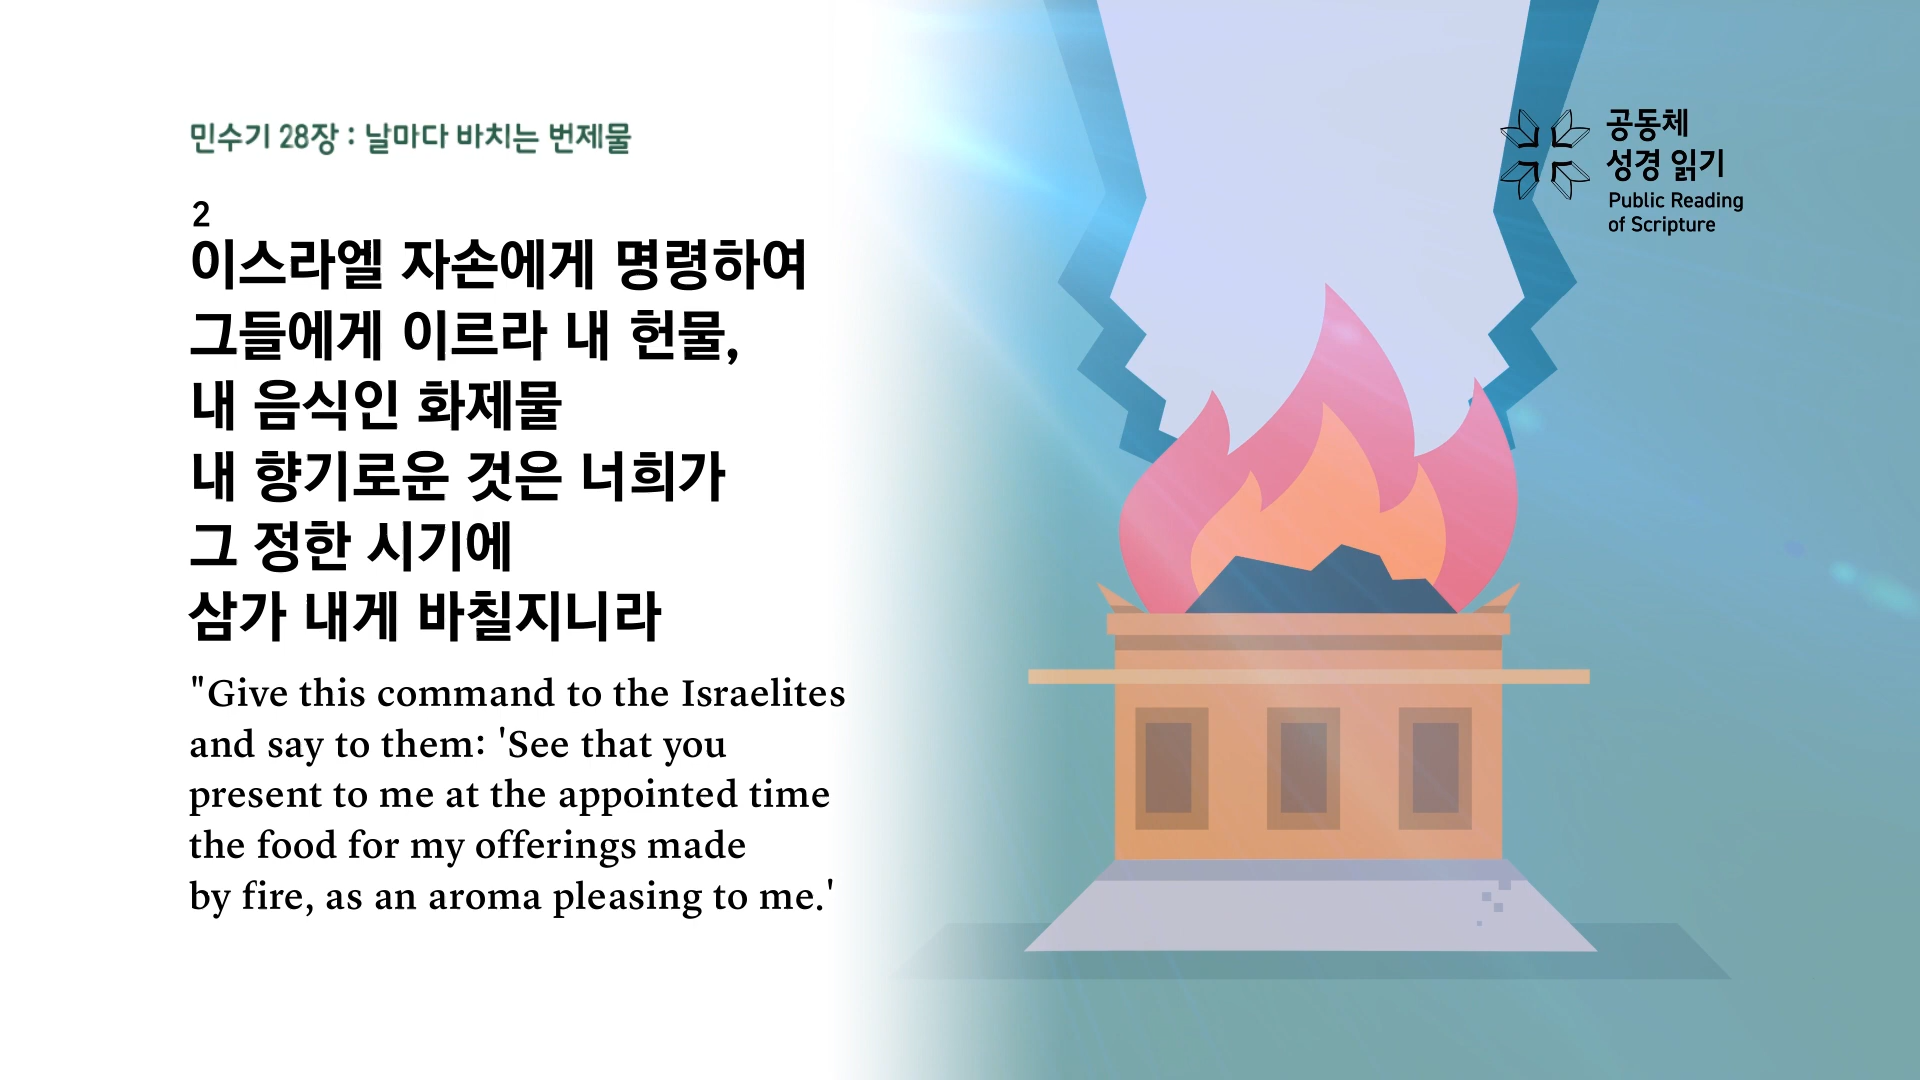 민수기 28장 : 날마다 바치는 번제물
2
이스라엘 자손에게 명령하여
그들에게 이르라 내 헌물,
내 음식인 화제물
내 향기로운 것은 너희가
그 정한 시기에
삼가 내게 바칠지니라
"Give this command to the Israelites
and say to them: 'See that you
present to me at the appointed time
the food for my offerings made
by fire, as an aroma pleasing to me.'
공동체
성경 읽기
Public Reading
of Scripture